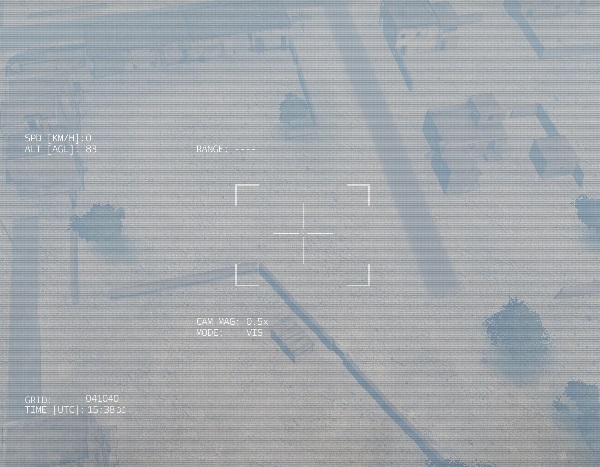 SPD [KM/H]:0
ALT [AGL]: 83
RANGE: ----
CAM MAG: 0.5x
MODE: VIS
GRID: 041040
TIME [UTC]: 15:38